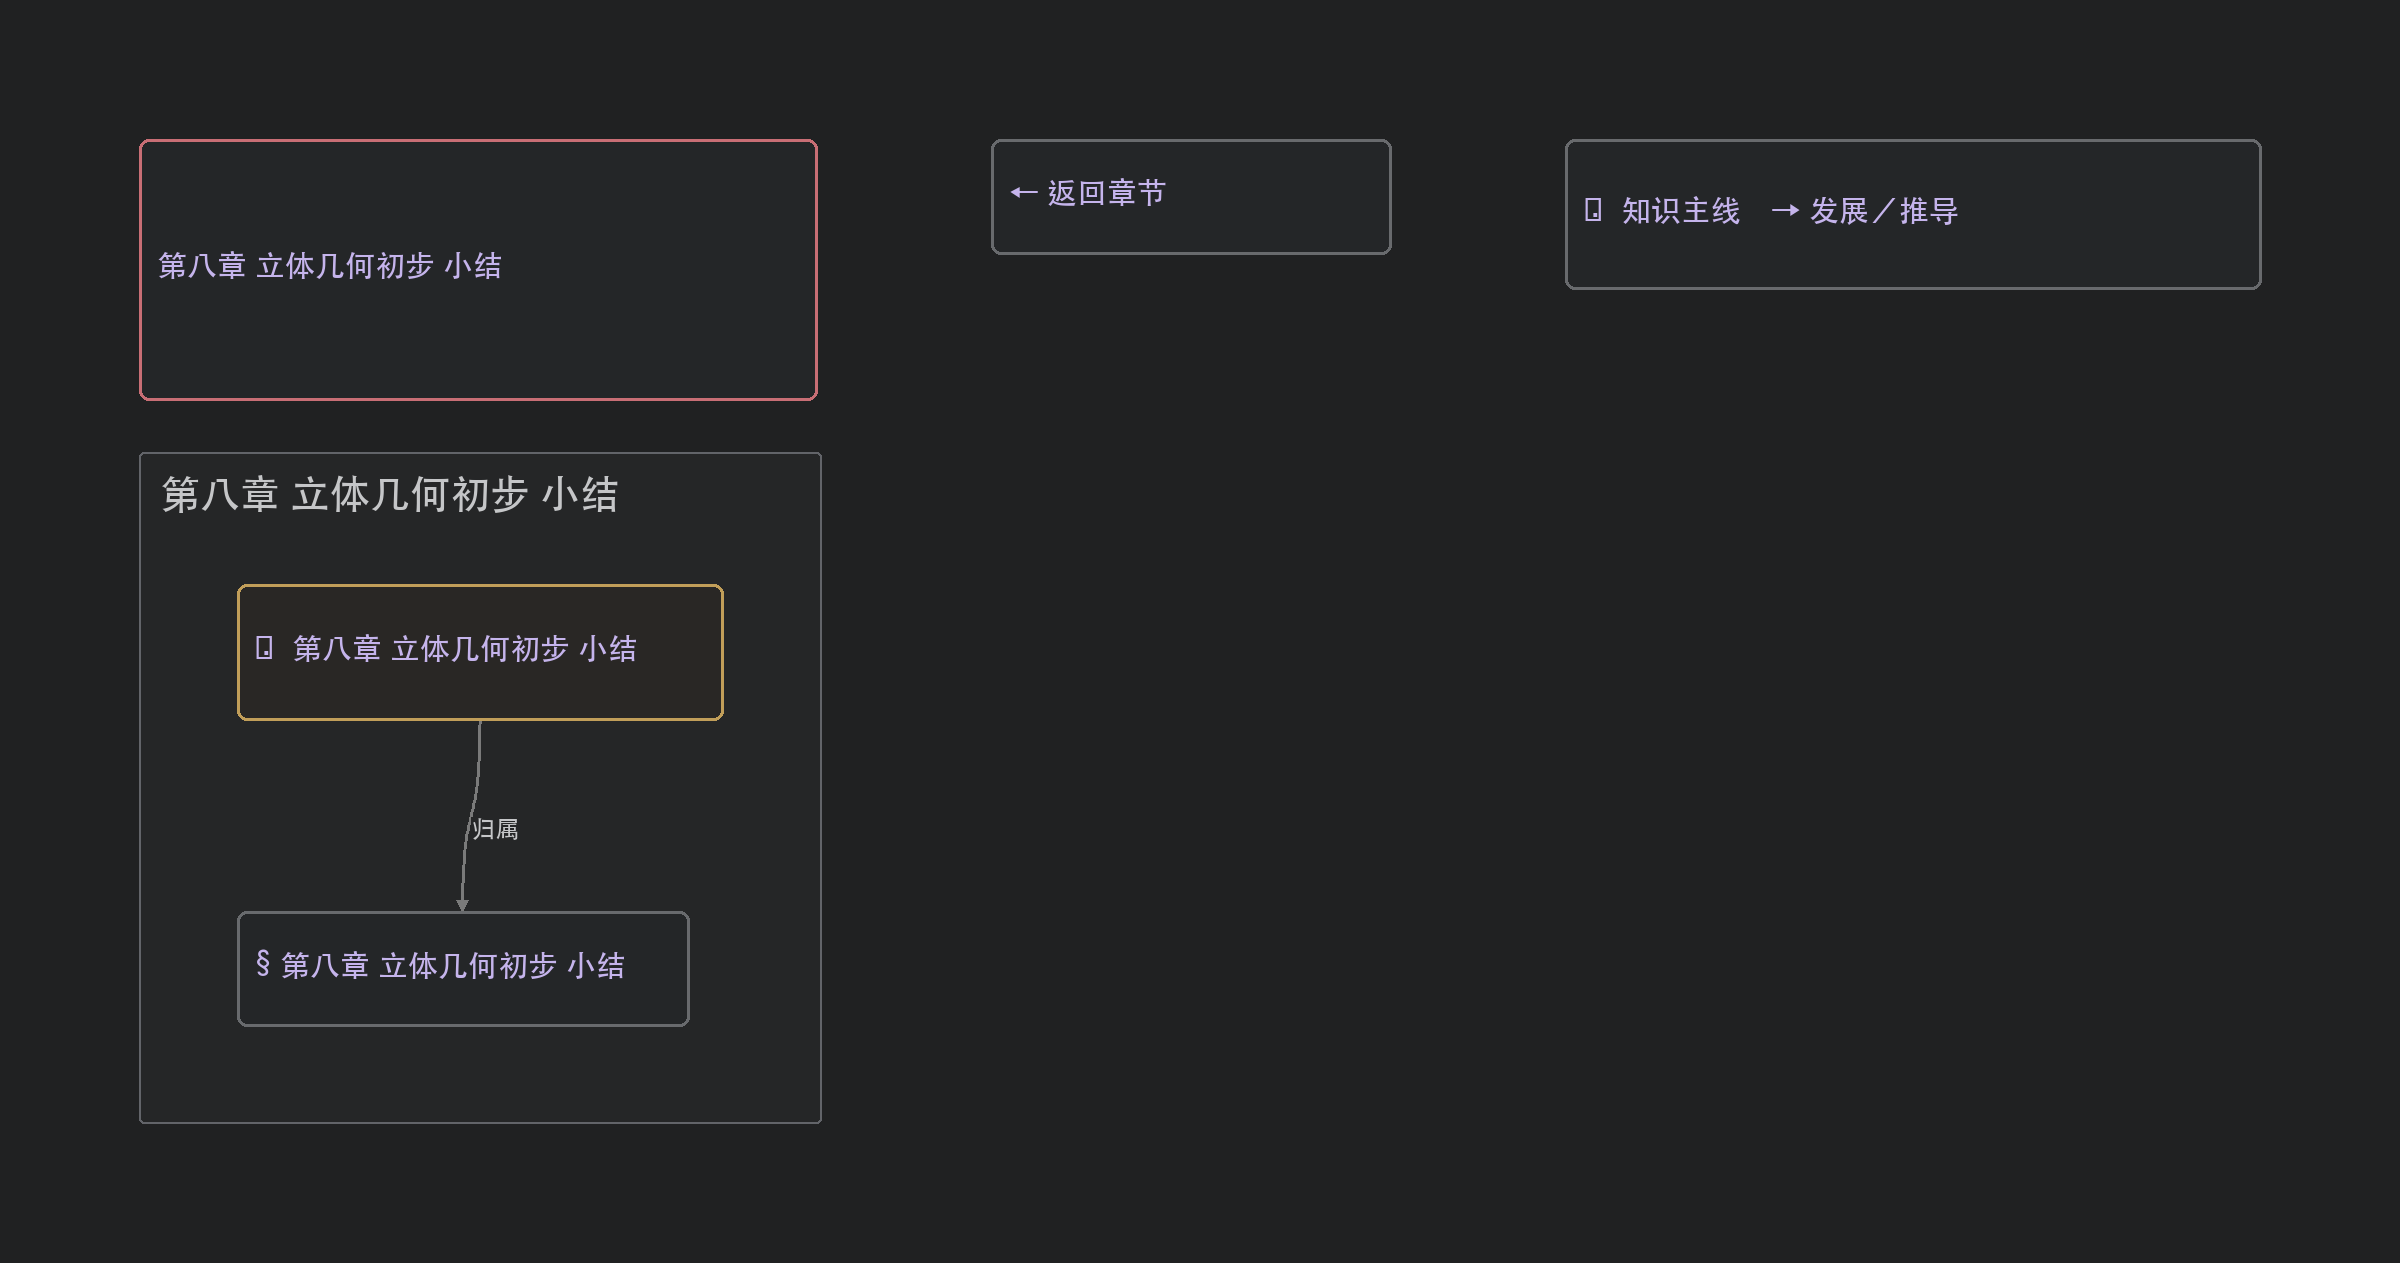 第八章 立体几何初步 小结
← 返回章节
知识主线 → 发展／推导
第八章 立体几何初步 小结
第八章 立体几何初步 小结
归属
§ 第八章 立体几何初步 小结